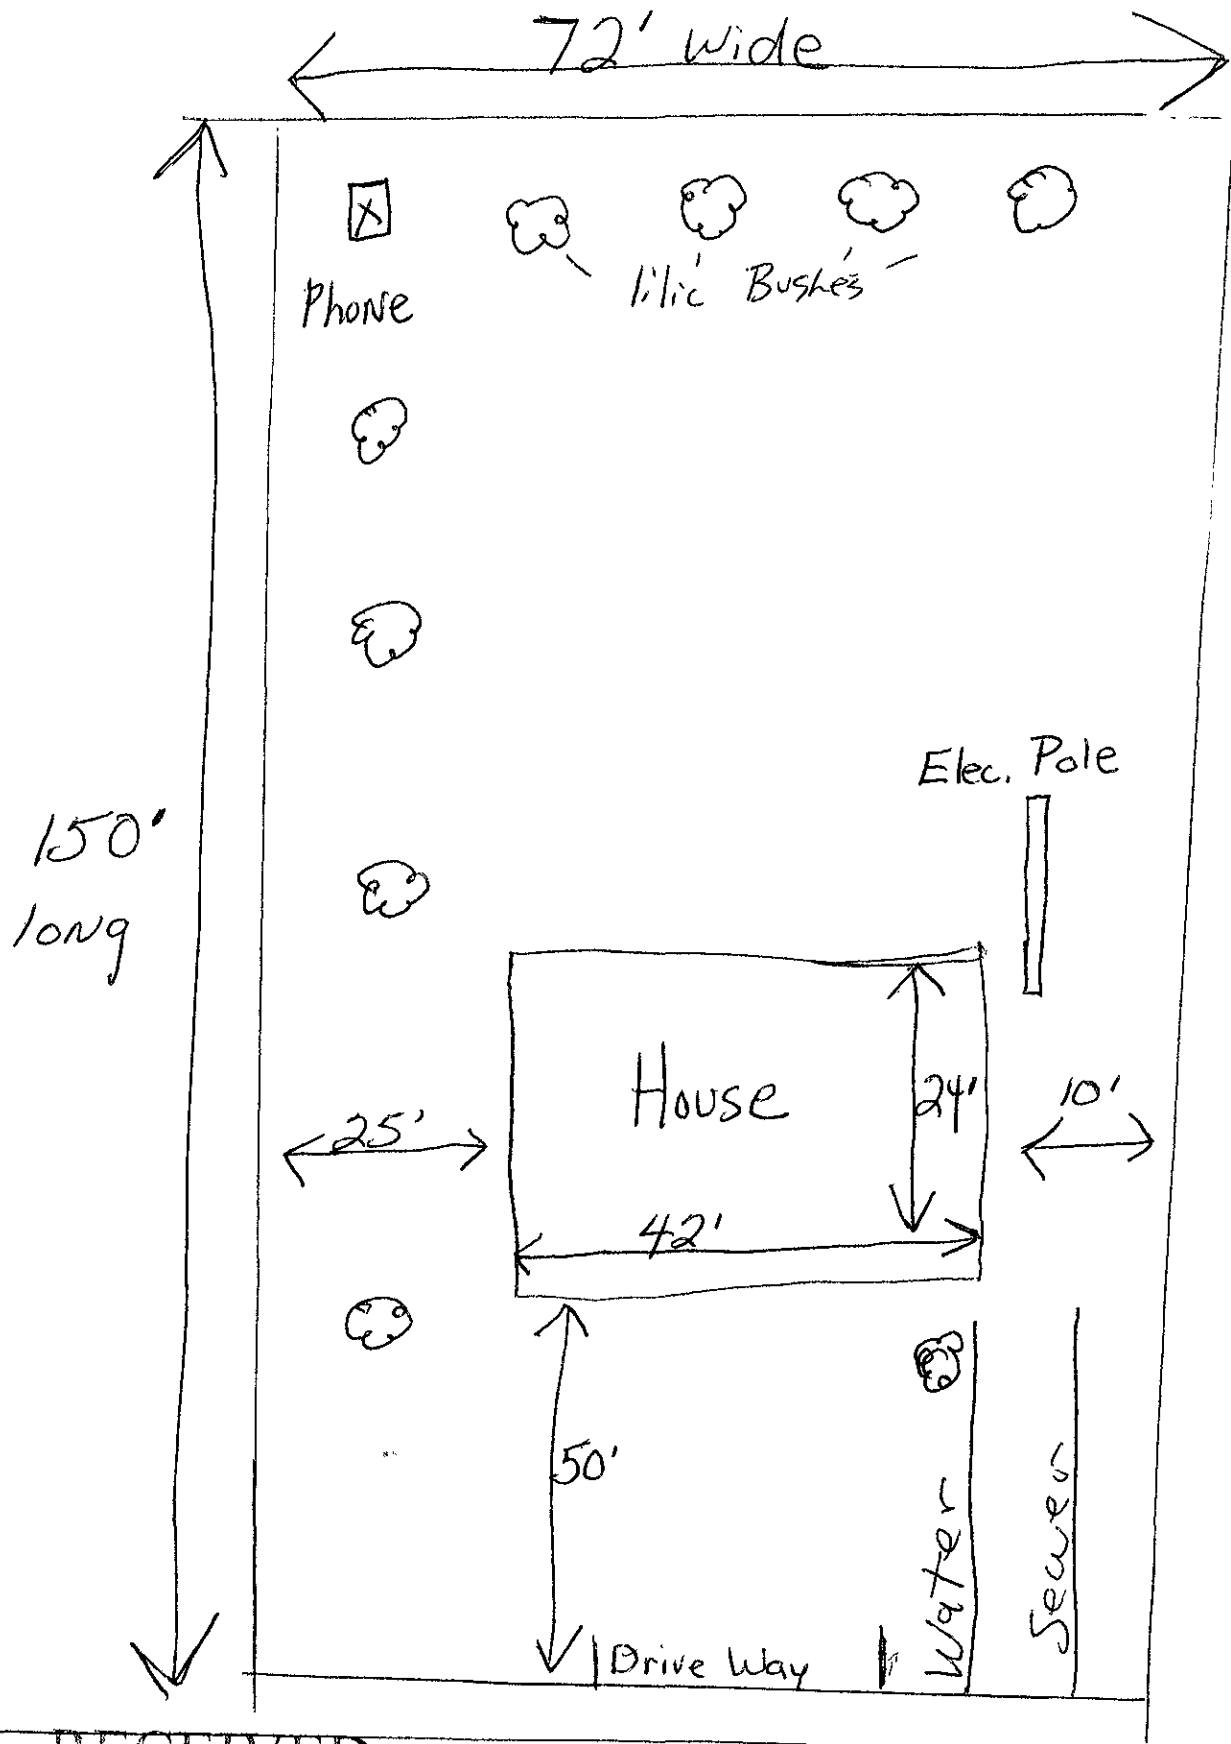 72' wide
X
Phone
lilic Bushes
Elec. Pole
150'
long
House
24'
10'
25'
42'
50'
Water
Sewer
Drive Way
RECEIVED